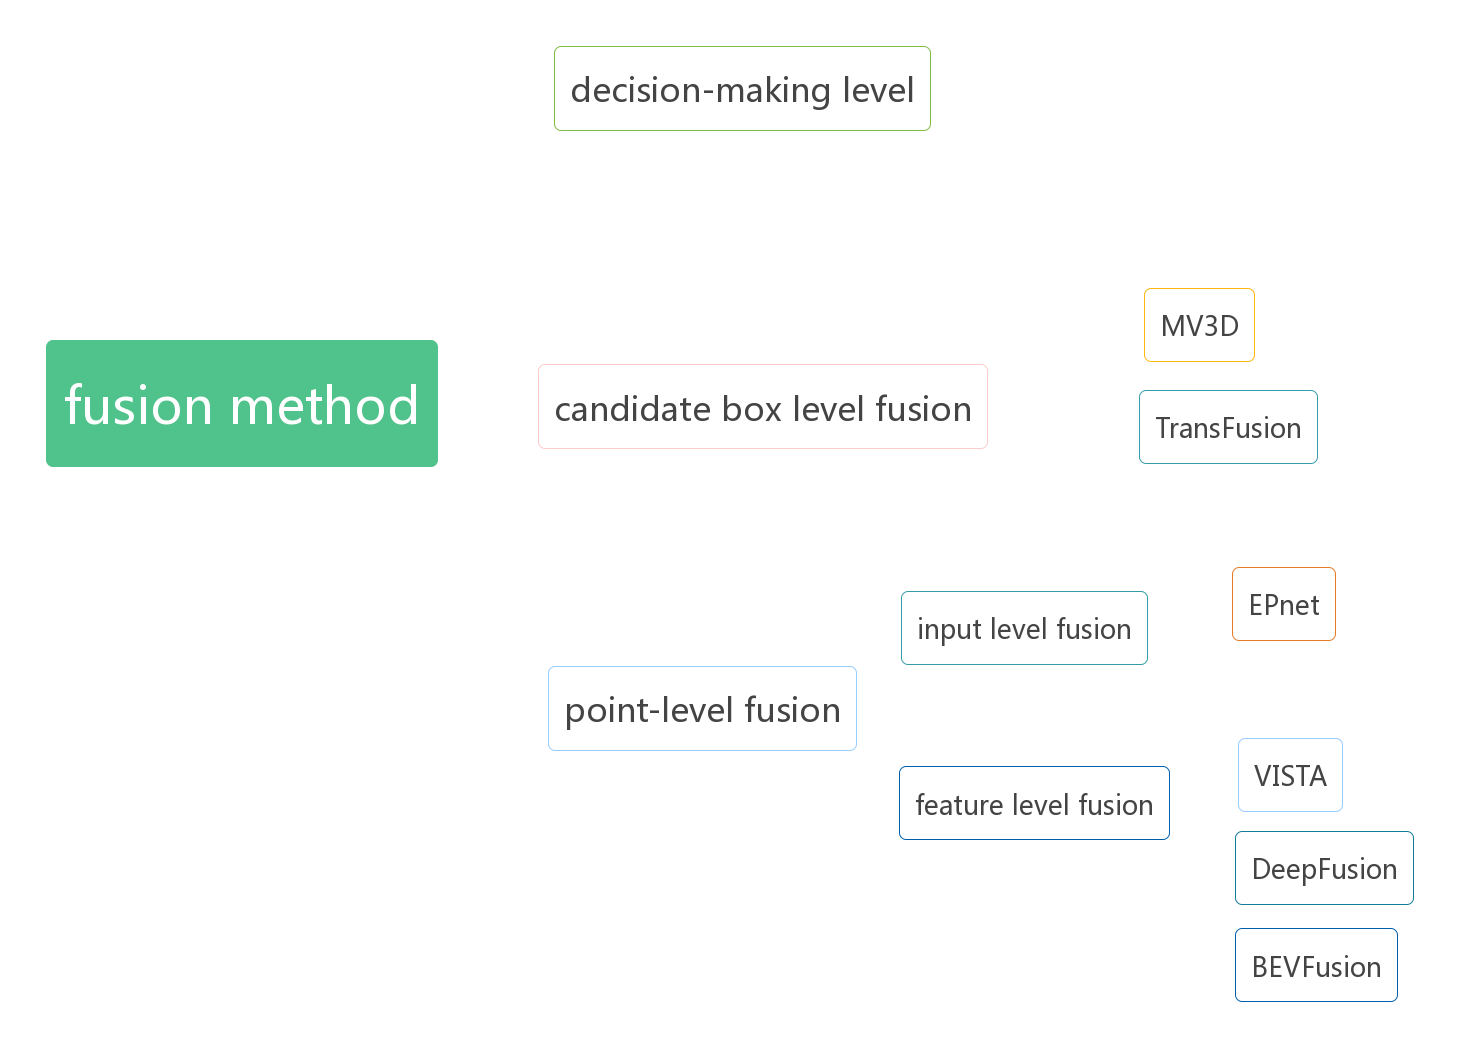 decision-making level
fusion method
candidate box level fusion
MV3D
TransFusion
point-level fusion
input level fusion
EPnet
feature level fusion
VISTA
DeepFusion
BEVFusion